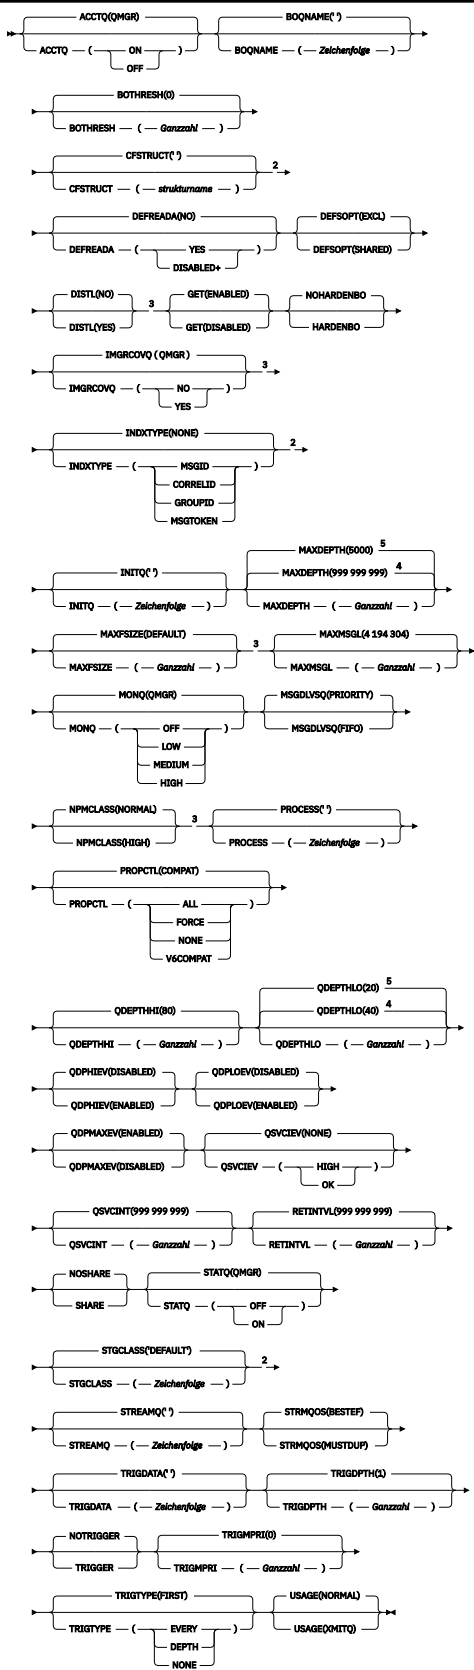 ACCTQ(QMGR) BOQNAME(' ')
ACCTQ ( ON ) BOQNAME ( Zeichenfolge )
OFF
BOTHRESH(0)
BOTHRESH ( Ganzzahl )
CFSTRUCT(' ') 2
CFSTRUCT ( strukturname )
DEFREADA(NO) DEFSOPT(EXCL)
DEFREADA ( YES ) DEFSOPT(SHARED)
DISABLED+
DISTL(NO) 3 GET(ENABLED) NOHARDENBO
DISTL(YES) GET(DISABLED) HARDENBO
IMGRCOVQ ( QMGR ) 3
IMGRCOVQ ( NO )
YES
INDXTYPE(NONE) 2
INDXTYPE ( MSGID )
CORRELID
GROUPID
MSGTOKEN
MAXDEPTH(5000) 5
INITQ(' ') MAXDEPTH(999 999 999) 4
INITQ ( Zeichenfolge ) MAXDEPTH ( Ganzzahl )
MAXFSIZE(DEFAULT) 3 MAXMSGL(4 194 304)
MAXFSIZE ( Ganzzahl ) MAXMSGL ( Ganzzahl )
MONQ(QMGR) MSGDLVSQ(PRIORITY)
MONQ ( OFF ) MSGDLVSQ(FIFO)
LOW
MEDIUM
HIGH
NPMCLASS(NORMAL) 3 PROCESS(' ')
NPMCLASS(HIGH) PROCESS ( Zeichenfolge )
PROPCTL(COMPAT)
PROPCTL ( ALL )
FORCE
NONE
V6COMPAT
QDEPTHLO(20) 5
QDEPTHHI(80) QDEPTHLO(40) 4
QDEPTHHI ( Ganzzahl ) QDEPTHLO ( Ganzzahl )
QDPHIEV(DISABLED) QDPLOEV(DISABLED)
QDPHIEV(ENABLED) QDPLOEV(ENABLED)
QDPMAXEV(ENABLED) QSVCIEV(NONE)
QDPMAXEV(DISABLED) QSVCIEV ( HIGH )
OK
QSVCINT(999 999 999) RETINTVL(999 999 999)
QSVCINT ( Ganzzahl ) RETINTVL ( Ganzzahl )
NOSHARE STATQ(QMGR)
SHARE STATQ ( OFF )
ON
STGCLASS('DEFAULT') 2
STGCLASS ( Zeichenfolge )
STREAMQ(' ') STRMQOS(BESTEF)
STREAMQ ( Zeichenfolge ) STRMQOS(MUSTDUP)
TRIGDATA(' ') TRIGDPTH(1)
TRIGDATA ( Zeichenfolge ) TRIGDPTH ( Ganzzahl )
NOTRIGGER TRIGMPRI(0)
TRIGGER TRIGMPRI ( Ganzzahl )
TRIGTYPE(FIRST) USAGE(NORMAL)
TRIGTYPE ( EVERY ) USAGE(XMITQ)
DEPTH
NONE